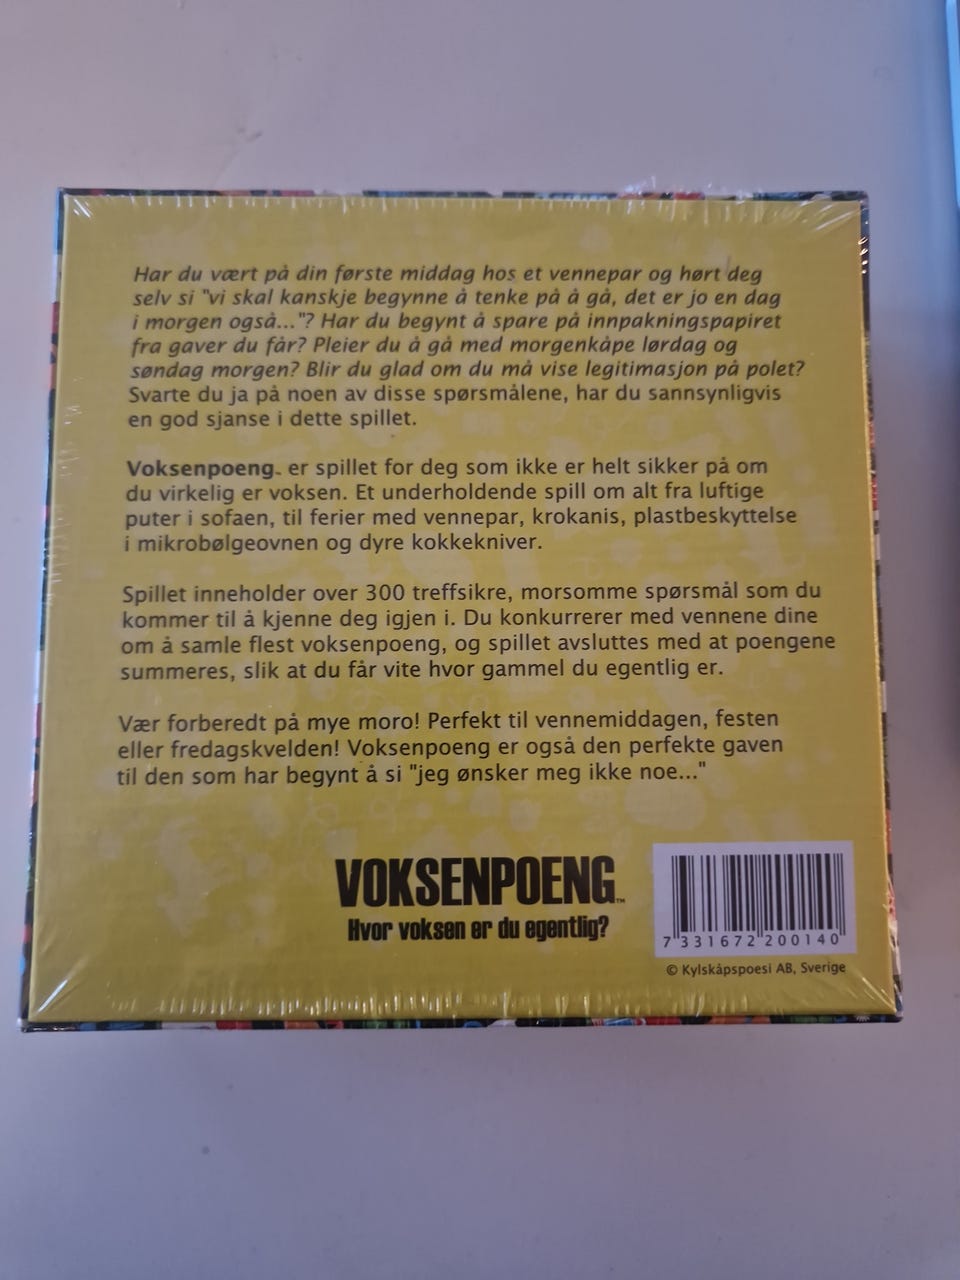 Har du vært på din første middag hos et vennepar og hørt deg
selv si "vi skal kanskje begynne å tenke på å gå, det er jo en dag
i morgen også..."? Har du begynt å spare på innpakningspapiret
fra gaver du får? Pleier du å gå med morgenkåpe lørdag og
søndag morgen? Blir du glad om du må vise legitimasjon på polet?
Svarte du ja på noen av disse spørsmålene, har du sannsynligvis
en god sjanse i dette spillet.
Voksenpoeng™ er spillet for deg som ikke er helt sikker på om
du virkelig er voksen. Et underholdende spill om alt fra luftige
puter i sofaen, til ferier med vennepar, krokanis, plastbeskyttelse
i mikrobølgeovnen og dyre kokkekniver.
Spillet inneholder over 300 treffsikre, morsomme spørsmål som du
kommer til å kjenne deg igjen i. Du konkurrerer med vennene dine
om å samle flest voksenpoeng, og spillet avsluttes med at poengene
summeres, slik at du får vite hvor gammel du egentlig er.
Vær forberedt på mye moro! Perfekt til vennemiddagen, festen
eller fredagskvelden! Voksenpoeng er også den perfekte gaven
til den som har begynt å si "jeg ønsker meg ikke noe..."
VOKSENPOENG™
Hvor voksen er du egentlig?
7 331672 200140
© Kylskåpspoesi AB, Sverige